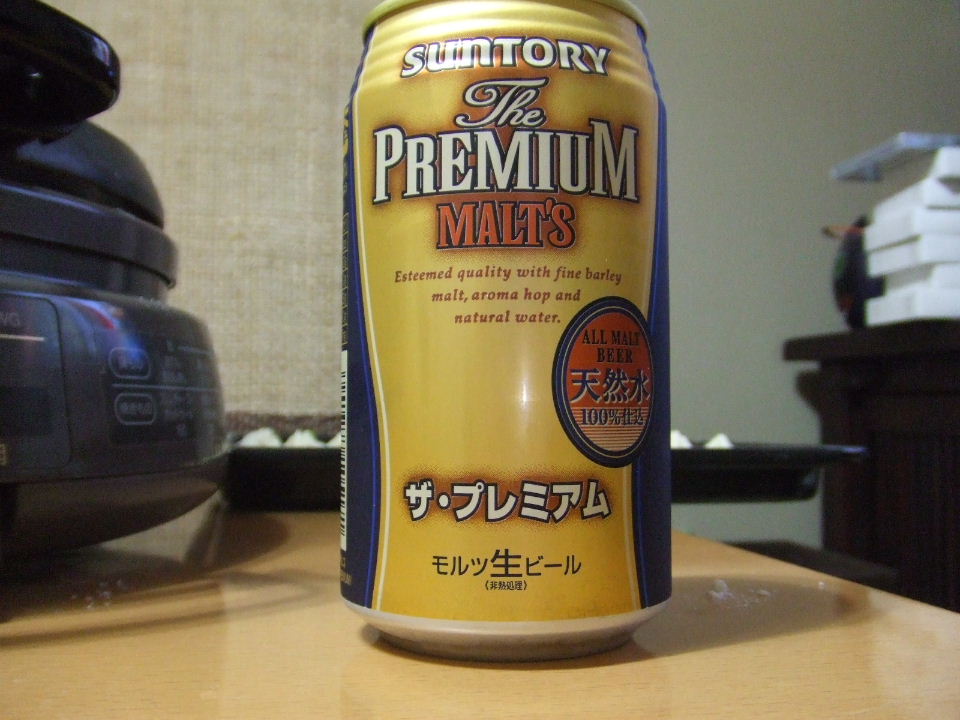 SUNTORY
The
PREMIUM
MALT'S
Esteemed quality with fine barley
malt, aroma hop and
natural water.
ALL MALT
BEER
天然水
100%仕込
ザ・プレミアム
モルツ生ビール
(非熱処理)